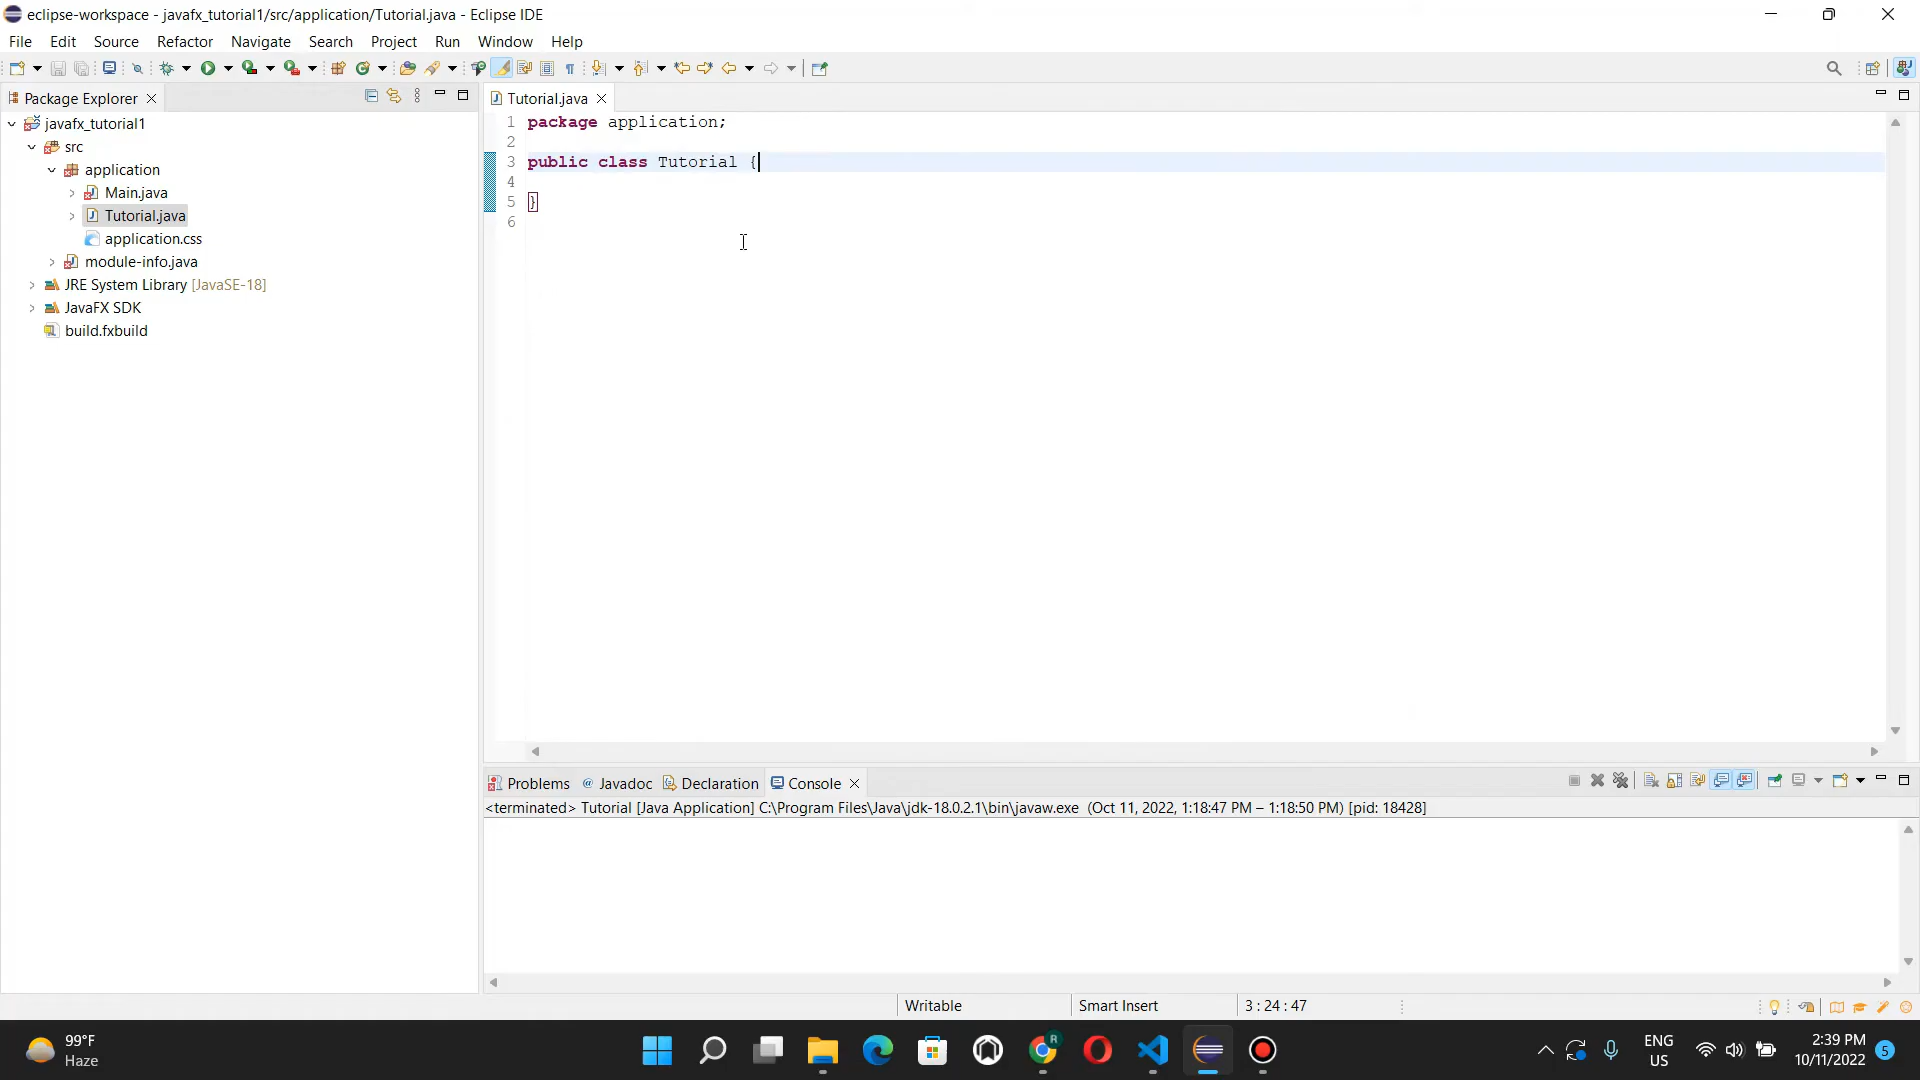 eclipse-workspace - javafx_tutorial1/src/application/Tutorial.java - Eclipse IDE
File Edit Source Refactor Navigate Search Project Run Window Help
Package Explorer
javafx_tutorial1
src
application
Main.java
Tutorial.java
application.css
module-info.java
JRE System Library [JavaSE-18]
JavaFX SDK
build.fxbuild
Tutorial.java
1 package application;
2
3 public class Tutorial {
4
5 }
6
Problems @ Javadoc Declaration Console
<terminated> Tutorial [Java Application] C:\Program Files\Java\jdk-18.0.2.1\bin\javaw.exe (Oct 11, 2022, 1:18:47 PM – 1:18:50 PM) [pid: 18428]
Writable Smart Insert 3 : 24 : 47
99°F
Haze
R
ENG
US
2:39 PM
10/11/2022
5